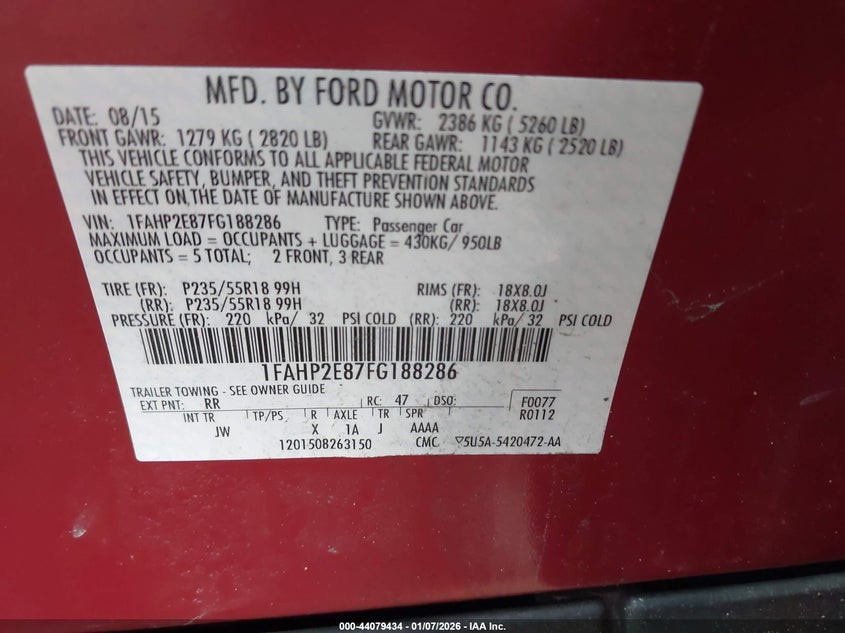 MFD. BY FORD MOTOR CO.
DATE: 08/15 GVWR: 2386 KG ( 5260 LB)
FRONT GAWR: 1279 KG ( 2820 LB) REAR GAWR: 1143 KG ( 2520 LB)
THIS VEHICLE CONFORMS TO ALL APPLICABLE FEDERAL MOTOR
VEHICLE SAFETY, BUMPER, AND THEFT PREVENTION STANDARDS
IN EFFECT ON THE DATE OF MANUFACTURE SHOWN ABOVE.
VIN: 1FAHP2E87FG188286 TYPE: Passenger Car
MAXIMUM LOAD = OCCUPANTS + LUGGAGE = 430KG/ 950LB
OCCUPANTS = 5 TOTAL; 2 FRONT, 3 REAR
TIRE (FR): P235/55R18 99H RIMS (FR): 18X8.0J
(RR): P235/55R18 99H (RR): 18X8.0J
PRESSURE (FR): 220 kPa/ 32 PSI COLD (RR): 220 kPa/ 32 PSI COLD
1FAHP2E87FG188286
TRAILER TOWING - SEE OWNER GUIDE
EXT PNT: RR RC: 47 DSO: F0077
INT TR TP/PS R AXLE TR SPR R0112
JW X 1A J AAAA
1201508263150 CMC ▽5U5A-5420472-AA
000-44079434 - 01/07/2026 - IAA Inc.